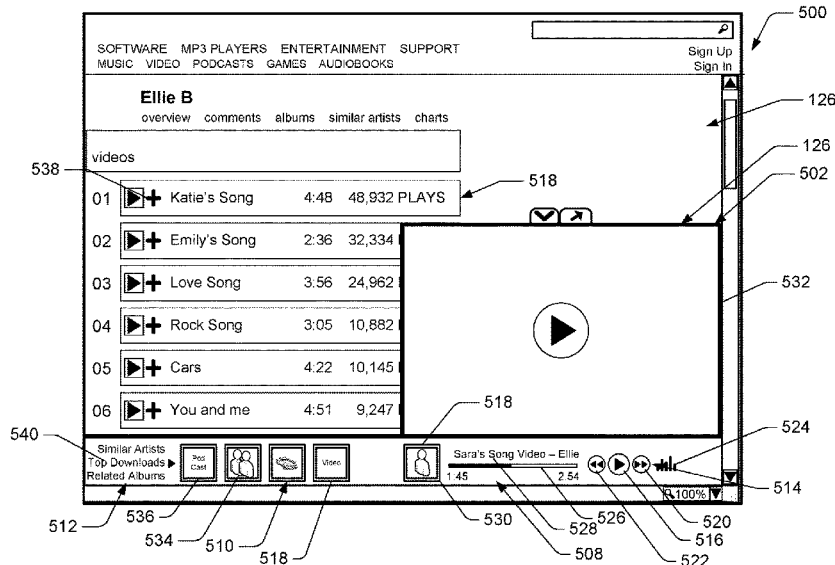 500
SOFTWARE MP3 PLAYERS ENTERTAINMENT SUPPORT
MUSIC VIDEO PODCASTS GAMES AUDIOBOOKS
Sign Up
Sign In
Ellie B
overview comments albums similar artists charts
126
126
502
videos
538
518
01 Katie's Song 4:48 48,932 PLAYS
02 Emily's Song 2:36 32,334
03 Love Song 3:56 24,962
532
04 Rock Song 3:05 10,882
05 Cars 4:22 10,145
06 You and me 4:51 9,247
518
524
540
Similar Artists
Top Downloads
Related Albums
Pod
Cast
Video
Sara's Song Video – Ellie
1:45 2:54
514
100%
512
536
534
510
518
530
528
526
508
520
516
522